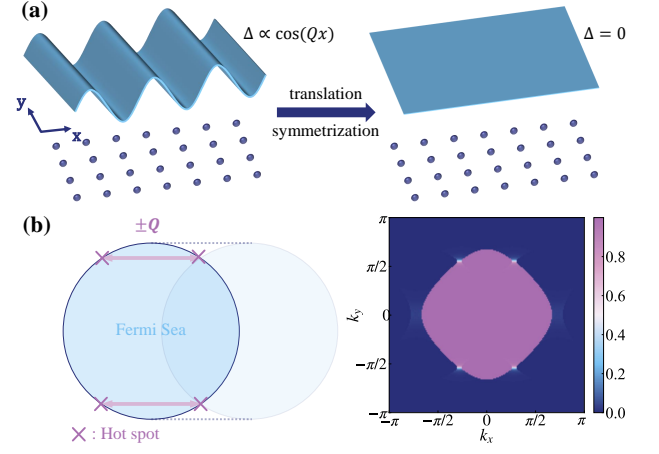 (a)
Δ ∝ cos(Qx)
Δ = 0
y
x
translation
symmetrization
(b)
±Q
Fermi Sea
× : Hot spot
π
π/2
0
−π/2
−π
k_y
−π
−π/2
0
π/2
π
k_x
0.8
0.6
0.4
0.2
0.0